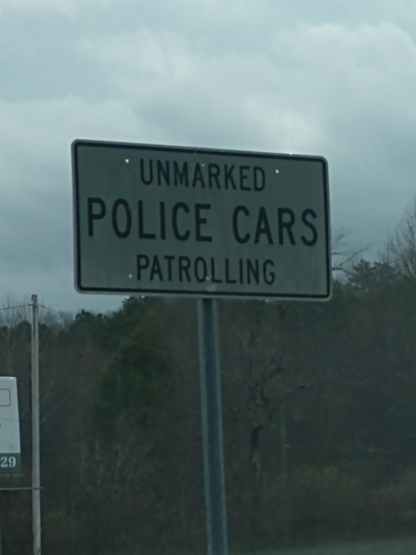 UNMARKED
POLICE CARS
PATROLLING
29